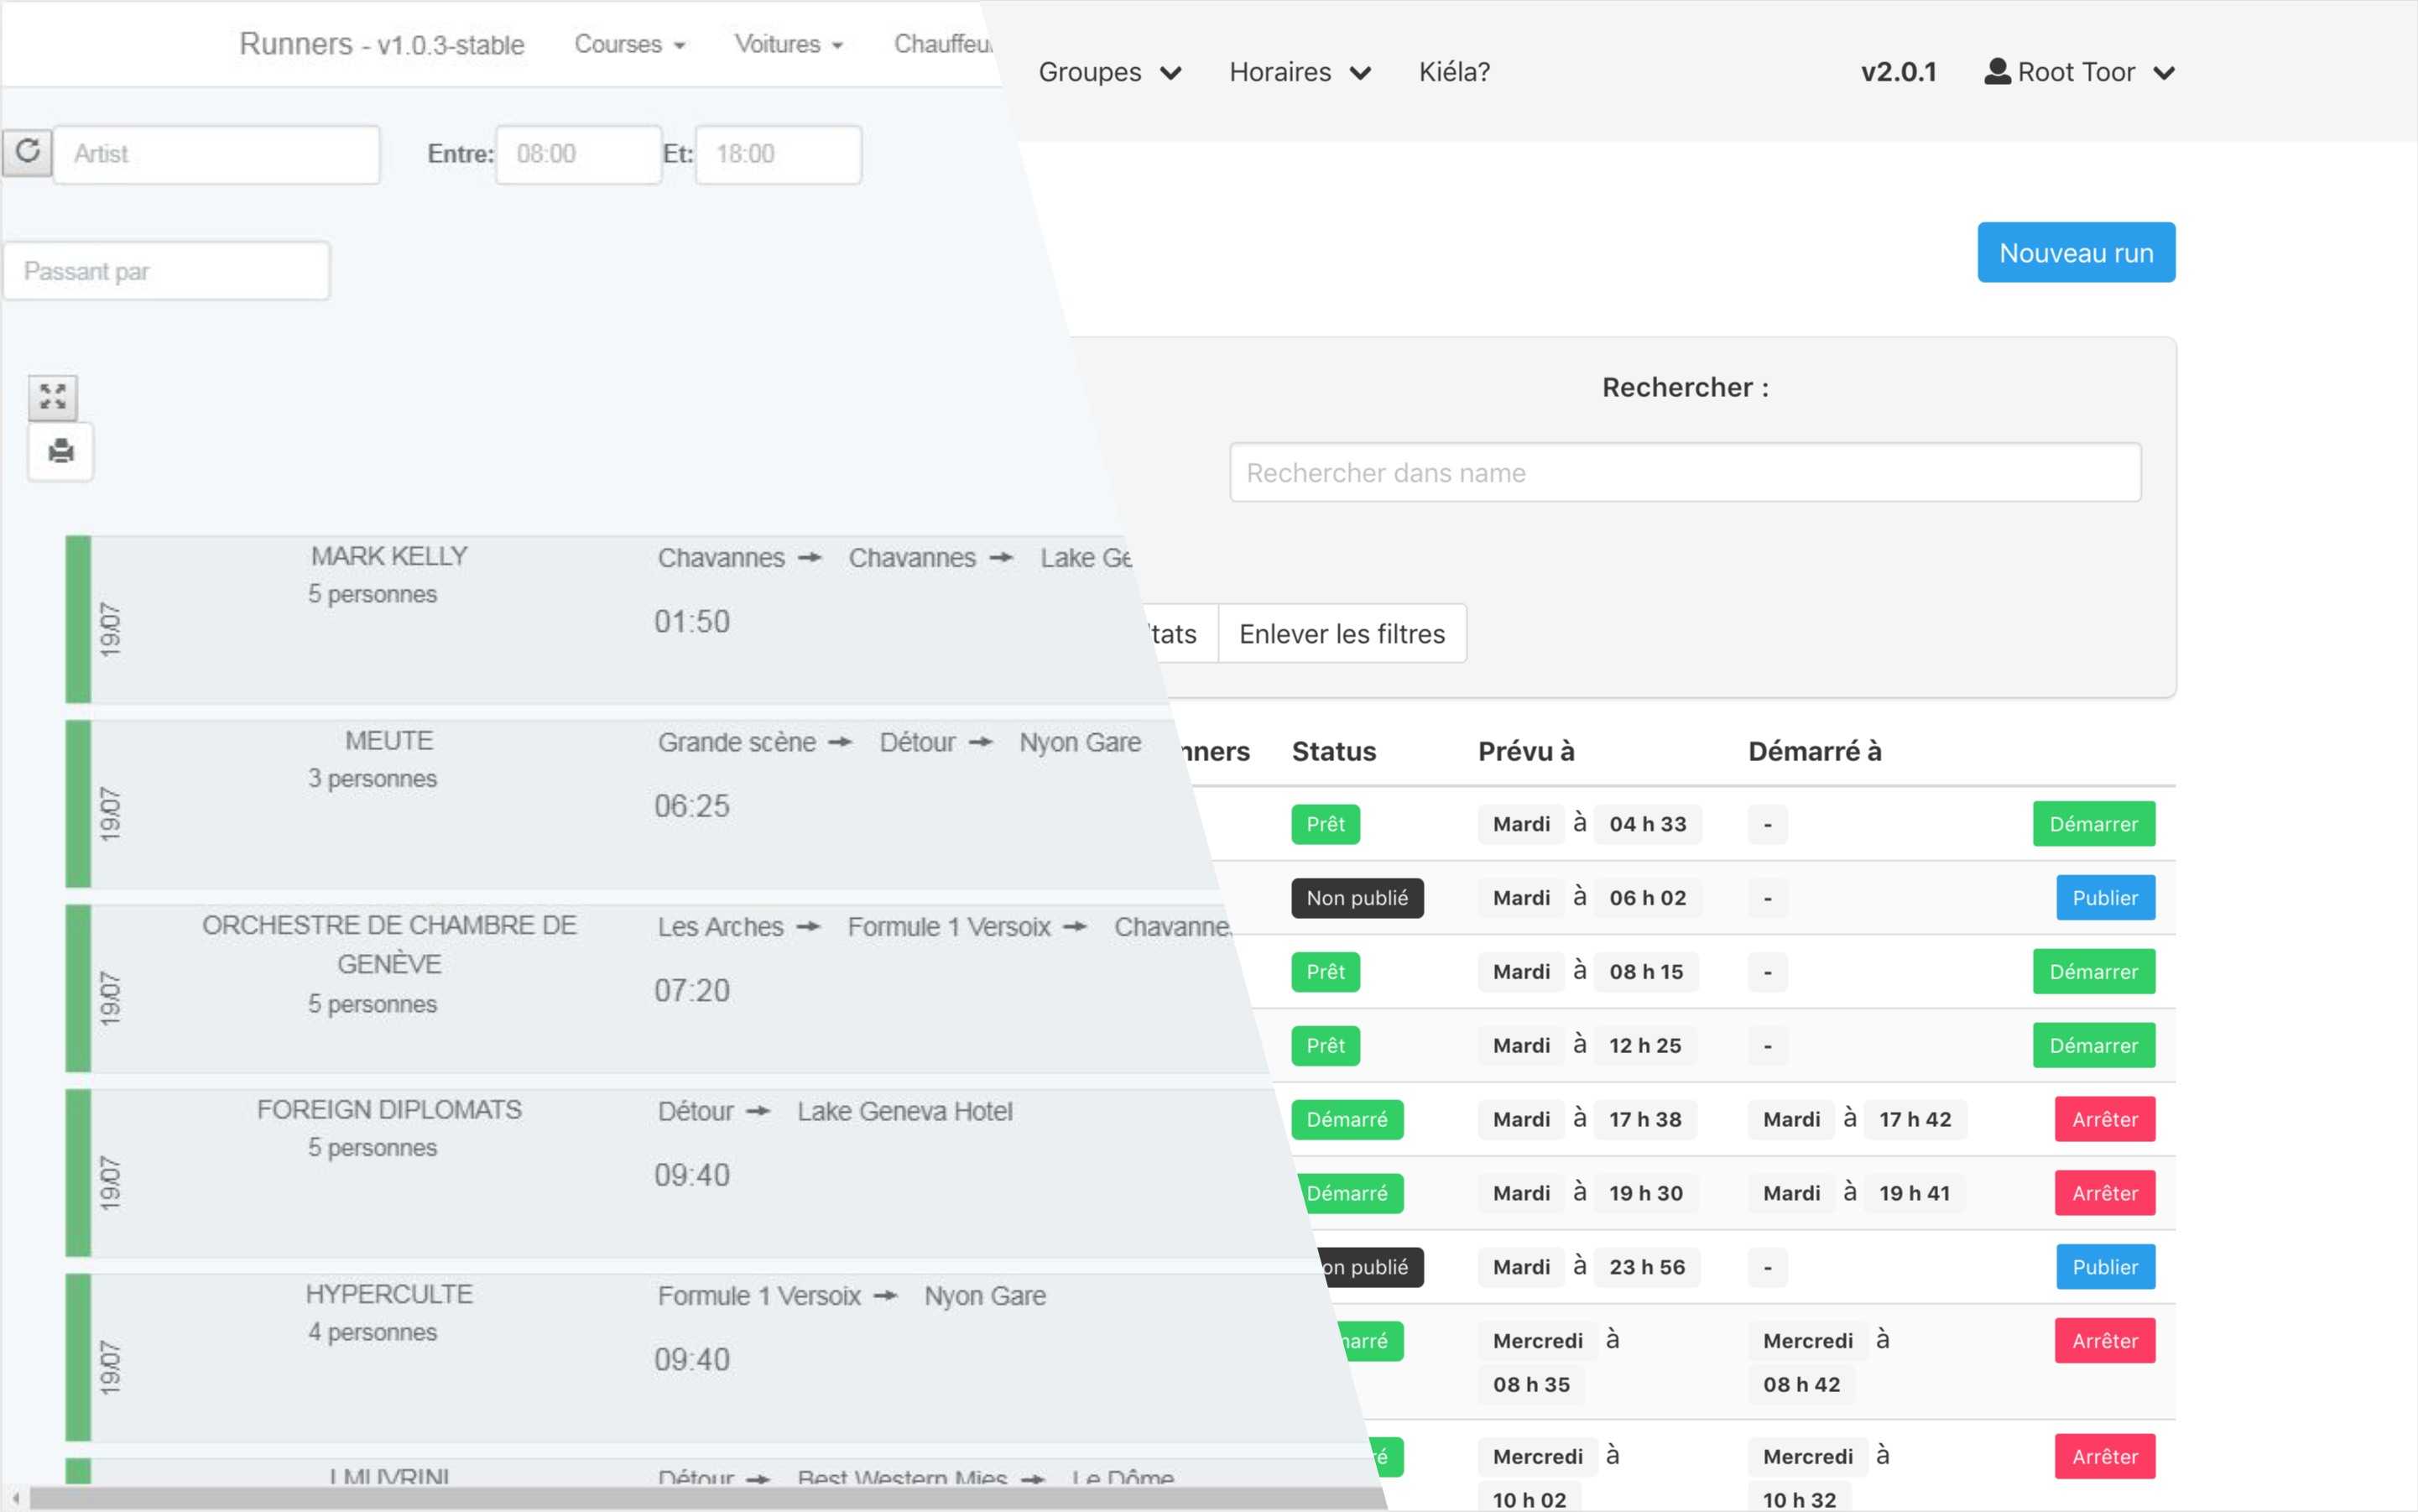 Runners - v1.0.3-stable Courses Voitures
Artist Entre: 08:00 Et: 18:00
Passant par
MARK KELLY
5 personnes
19/07
Chavannes → Chavannes → Lake
01:50
MEUTE
3 personnes
19/07
Grande scène → Détour → Nyon Gare
06:25
ORCHESTRE DE CHAMBRE DE
GENÈVE
5 personnes
19/07
Les Arches → Formule 1 Versoix →
07:20
FOREIGN DIPLOMATS
5 personnes
19/07
Détour → Lake Geneva Hotel
09:40
HYPERCULTE
4 personnes
19/07
Formule 1 Versoix → Nyon Gare
09:40
Détour → Best Western Mies → Le Dôme
Groupes Horaires Kiéla? v2.0.1 Root Toor
Nouveau run
Rechercher :
Rechercher dans name
Enlever les filtres
Status Prévu à Démarré à
Prêt Mardi à 04 h 33 - Démarrer
Non publié Mardi à 06 h 02 - Publier
Prêt Mardi à 08 h 15 - Démarrer
Prêt Mardi à 12 h 25 - Démarrer
Démarré Mardi à 17 h 38 Mardi à 17 h 42 Arrêter
Démarré Mardi à 19 h 30 Mardi à 19 h 41 Arrêter
publié Mardi à 23 h 56 - Publier
Mercredi à Mercredi à Arrêter
08 h 35 08 h 42
Mercredi à Mercredi à Arrêter
10 h 02 10 h 32